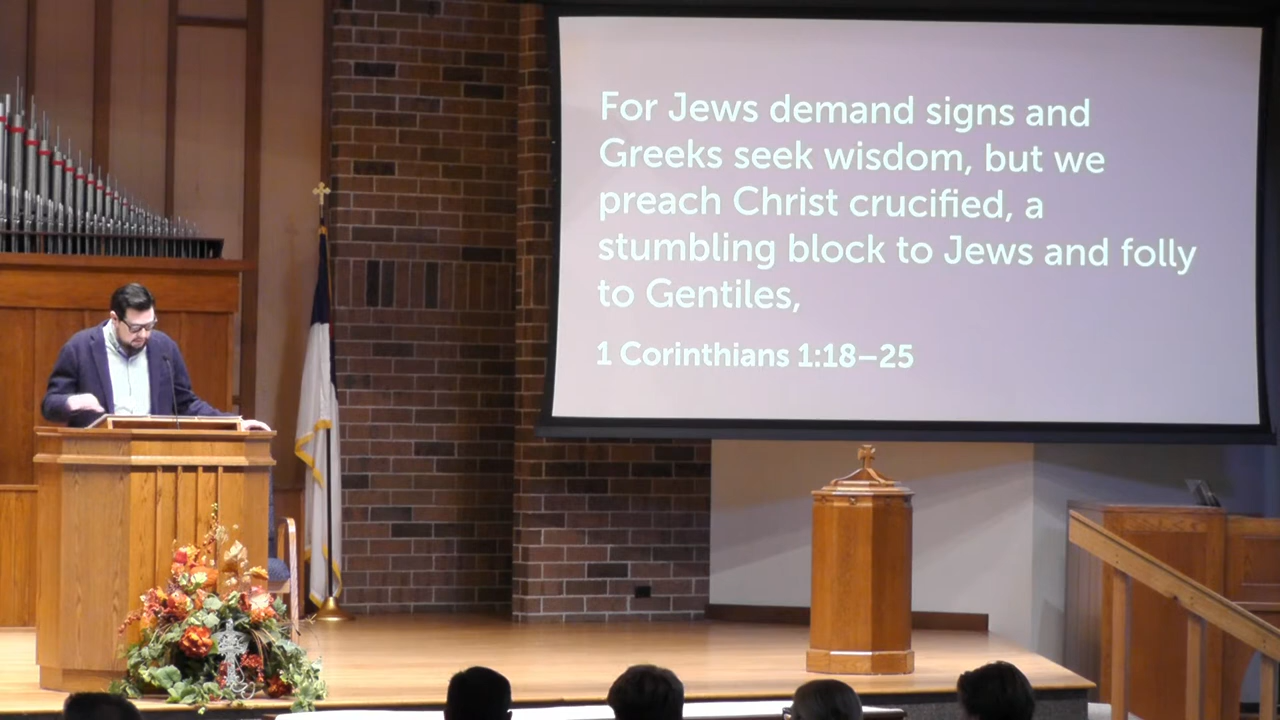 For Jews demand signs and
Greeks seek wisdom, but we
preach Christ crucified, a
stumbling block to Jews and folly
to Gentiles,
1 Corinthians 1:18–25